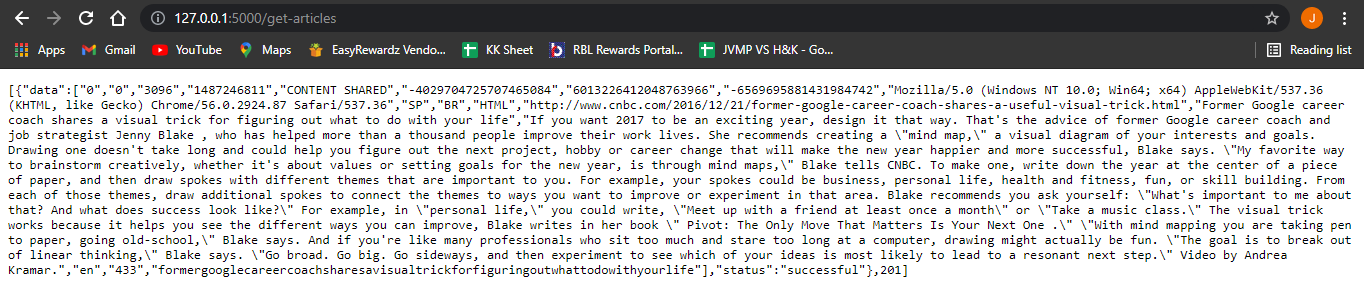 127.0.0.1:5000/get-articles
J
Apps Gmail YouTube Maps EasyRewardz Vendo... KK Sheet RBL Rewards Portal... JVMP VS H&K - Go... Reading list
[{"data":["0","0","3096","1487246811","CONTENT SHARED","-4029704725707465084","6013226412048763966","-6569695881431984742","Mozilla/5.0 (Windows NT 10.0; Win64; x64) AppleWebKit/537.36
(KHTML, like Gecko) Chrome/56.0.2924.87 Safari/537.36","SP","BR","HTML","http://www.cnbc.com/2016/12/21/former-google-career-coach-shares-a-useful-visual-trick.html","Former Google career
coach shares a visual trick for figuring out what to do with your life","If you want 2017 to be an exciting year, design it that way. That's the advice of former Google career coach and
job strategist Jenny Blake , who has helped more than a thousand people improve their work lives. She recommends creating a \"mind map,\" a visual diagram of your interests and goals.
Drawing one doesn't take long and could help you figure out the next project, hobby or career change that will make the new year happier and more successful, Blake says. \"My favorite way
to brainstorm creatively, whether it's about values or setting goals for the new year, is through mind maps,\" Blake tells CNBC. To make one, write down the year at the center of a piece
of paper, and then draw spokes with different themes that are important to you. For example, your spokes could be business, personal life, health and fitness, fun, or skill building. From
each of those themes, draw additional spokes to connect the themes to ways you want to improve or experiment in that area. Blake recommends you ask yourself: \"What's important to me about
that? And what does success look like?\" For example, in \"personal life,\" you could write, \"Meet up with a friend at least once a month\" or \"Take a music class.\" The visual trick
works because it helps you see the different ways you can improve, Blake writes in her book \" Pivot: The Only Move That Matters Is Your Next One .\" \"With mind mapping you are taking pen
to paper, going old-school,\" Blake says. And if you're like many professionals who sit too much and stare too long at a computer, drawing might actually be fun. \"The goal is to break out
of linear thinking,\" Blake says. \"Go broad. Go big. Go sideways, and then experiment to see which of your ideas is most likely to lead to a resonant next step.\" Video by Andrea
Kramar.","en","433","formergooglecareercoachsharesavisualtrickforfiguringoutwhattodowithyourlife"],"status":"successful"},201]